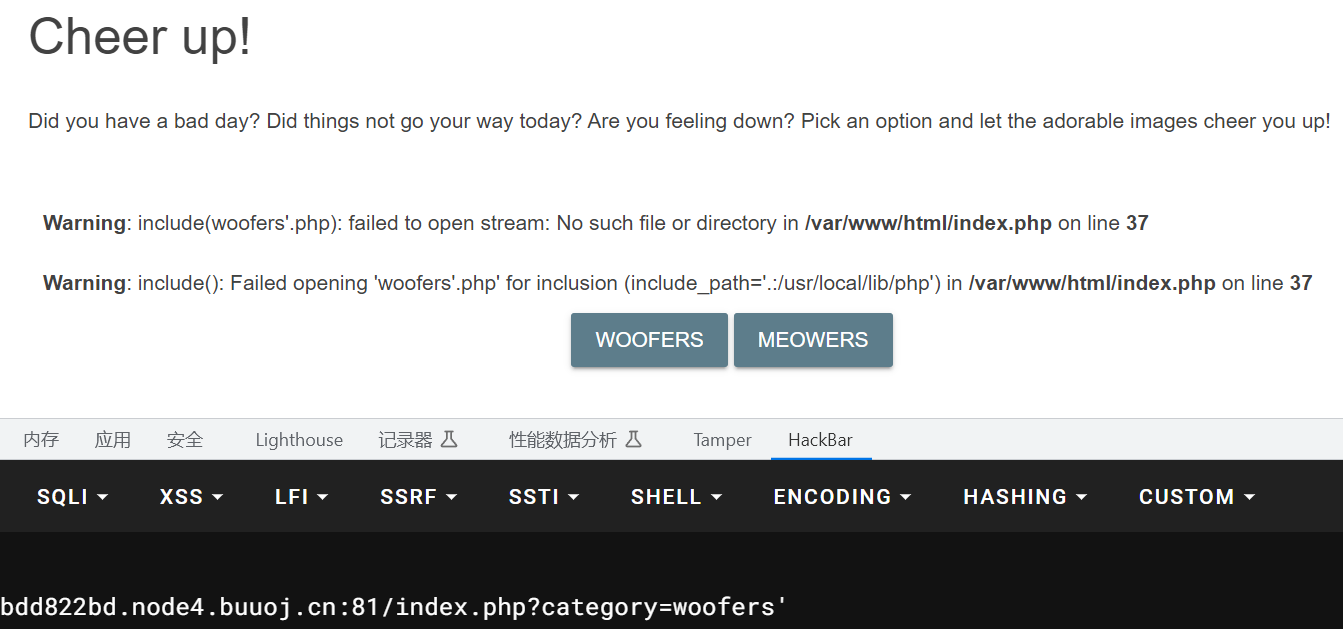 Cheer up!
Did you have a bad day? Did things not go your way today? Are you feeling down? Pick an option and let the adorable images cheer you up!
Warning: include(woofers'.php): failed to open stream: No such file or directory in /var/www/html/index.php on line 37
Warning: include(): Failed opening 'woofers'.php' for inclusion (include_path='.:/usr/local/lib/php') in /var/www/html/index.php on line 37
WOOFERS MEOWERS
内存 应用 安全 Lighthouse 记录器 性能数据分析 Tamper HackBar
SQLI XSS LFI SSRF SSTI SHELL ENCODING HASHING CUSTOM
bdd822bd.node4.buuoj.cn:81/index.php?category=woofers'